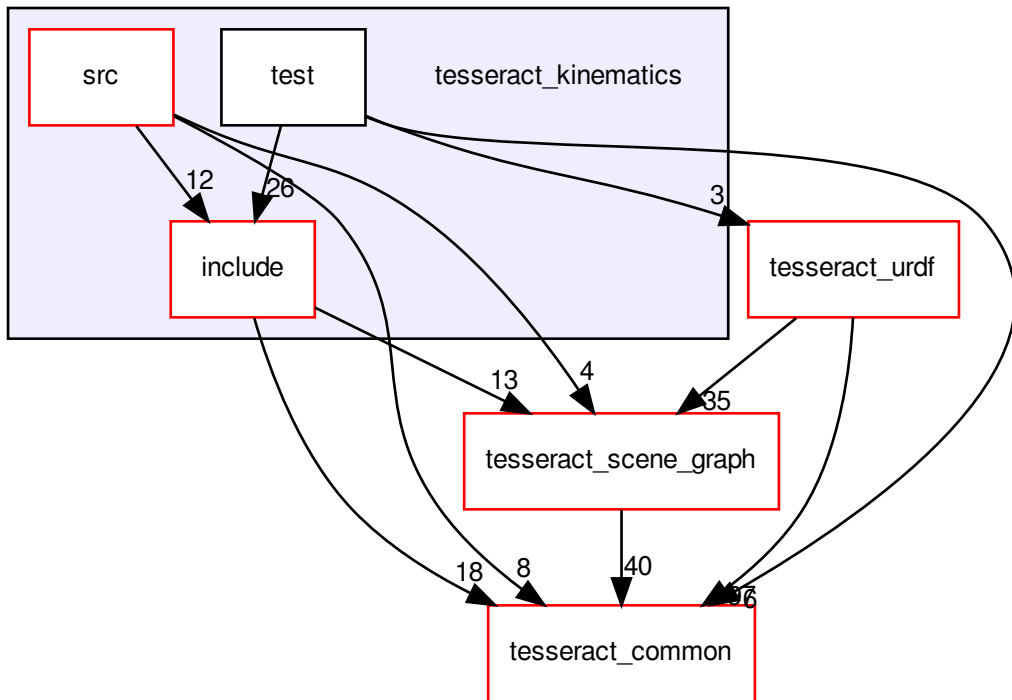 src
test
tesseract_kinematics
12
26
3
include
tesseract_urdf
13
4
35
tesseract_scene_graph
18
8
40
tesseract_common